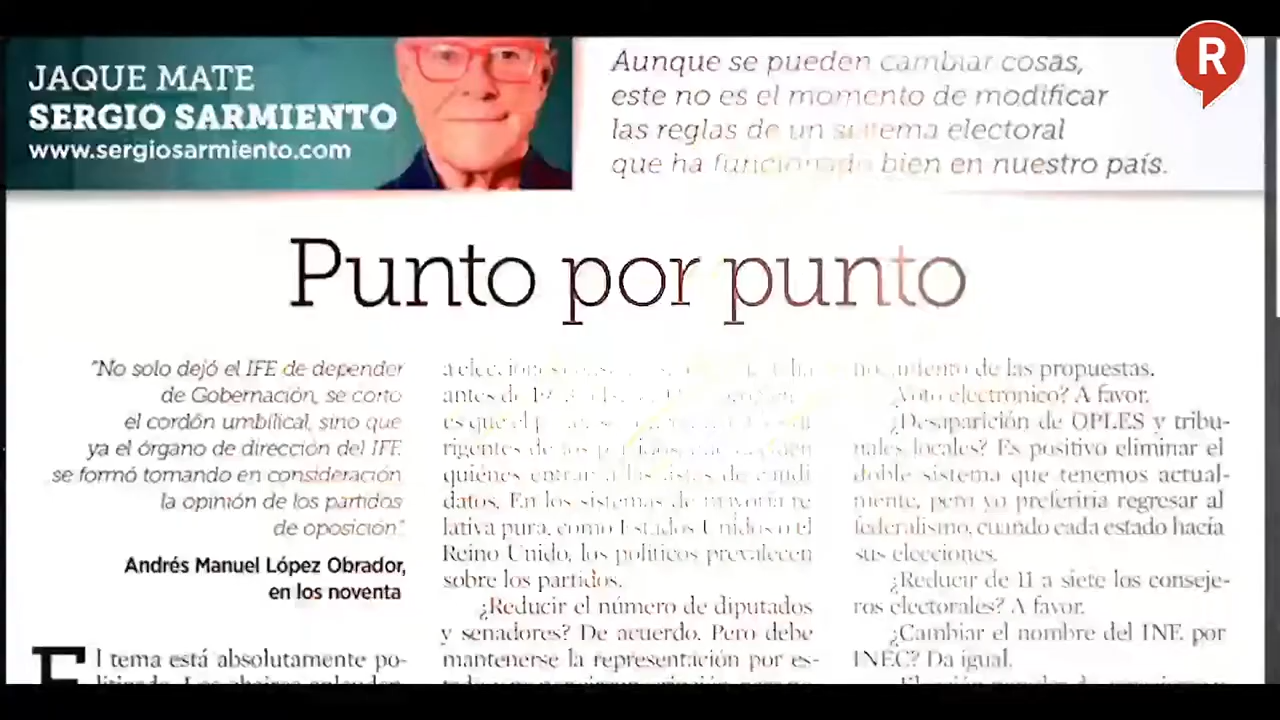 R
JAQUE MATE
SERGIO SARMIENTO
www.sergiosarmiento.com
Aunque se pueden cambiar cosas,
este no es el momento de modificar
las reglas de un sistema electoral
que ha funcionado bien en nuestro país.
Punto por punto
"No solo dejó el IFE de depender
de Gobernación, se cortó
el cordón umbilical, sino que
ya el órgano de dirección del IFE
se formó tomando en consideración
la opinión de los partidos
de oposición".
Andrés Manuel López Obrador,
en los noventa
El tema está absolutamente po-
antes de
es que el
rigentes de los partidos
quiénes entran a las listas de candi
datos. En los sistemas de mayoría re
lativa pura, como Estados Unidos o el
Reino Unido, los políticos prevalecen
sobre los partidos.
¿Reducir el número de diputados
y senadores? De acuerdo. Pero debe
mantenerse la representación por es-
de las propuestas.
¿Voto electrónico? A favor.
¿Desaparición de OPLES y tribu-
nales locales? Es positivo eliminar el
doble sistema que tenemos actual-
mente, pero yo preferiría regresar al
federalismo, cuando cada estado hacía
sus elecciones.
¿Reducir de 11 a siete los conseje-
ros electorales? A favor.
¿Cambiar el nombre del INE por
INEC? Da igual.